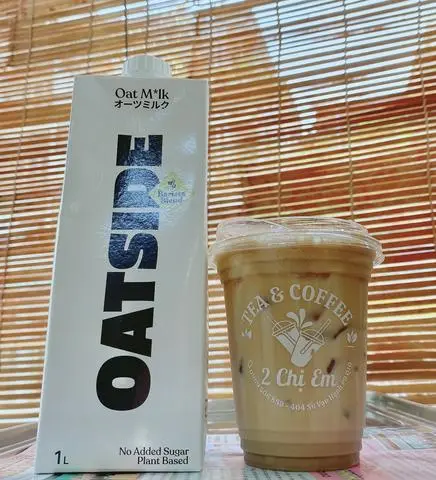 Oat M*lk
オーツミルク
OATSIDE
Barista
Blend
No Added Sugar
1L
Plant Based
TEA & COFFEE
2 Chị Em